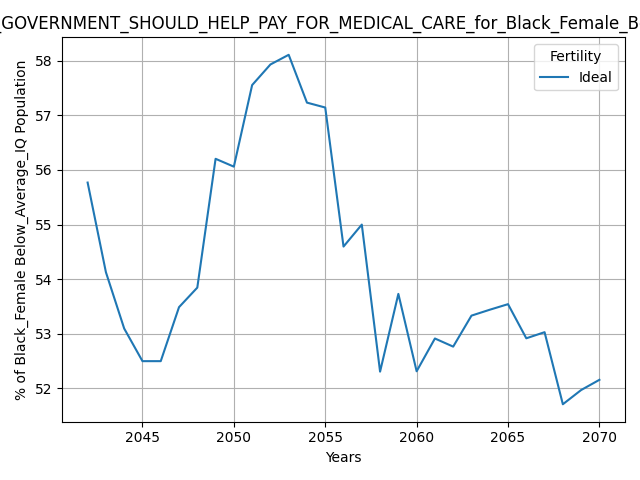 _GOVERNMENT_SHOULD_HELP_PAY_FOR_MEDICAL_CARE_for_Black_Female_B
Fertility
Ideal
% of Black_Female Below_Average_IQ Population
58
57
56
55
54
53
52
2045
2050
2055
2060
2065
2070
Years